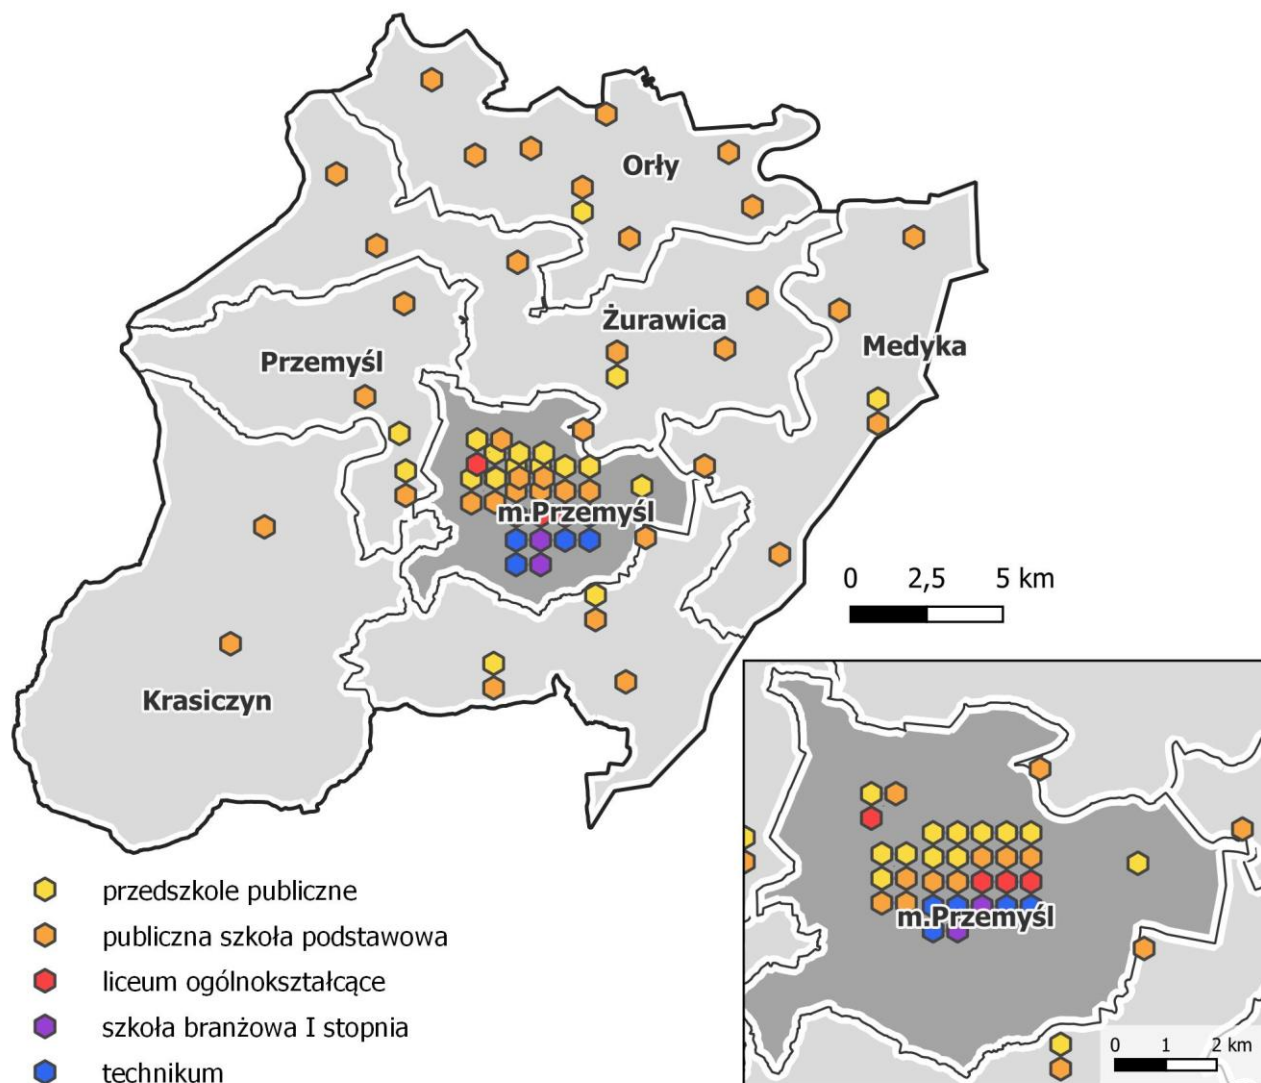 Orły
Żurawica
Medyka
Przemyśl
m.Przemyśl
Krasiczyn
0 2,5 5 km
m.Przemyśl
0 1 2 km
przedszkole publiczne
publiczna szkoła podstawowa
liceum ogólnokształcące
szkoła branżowa I stopnia
technikum